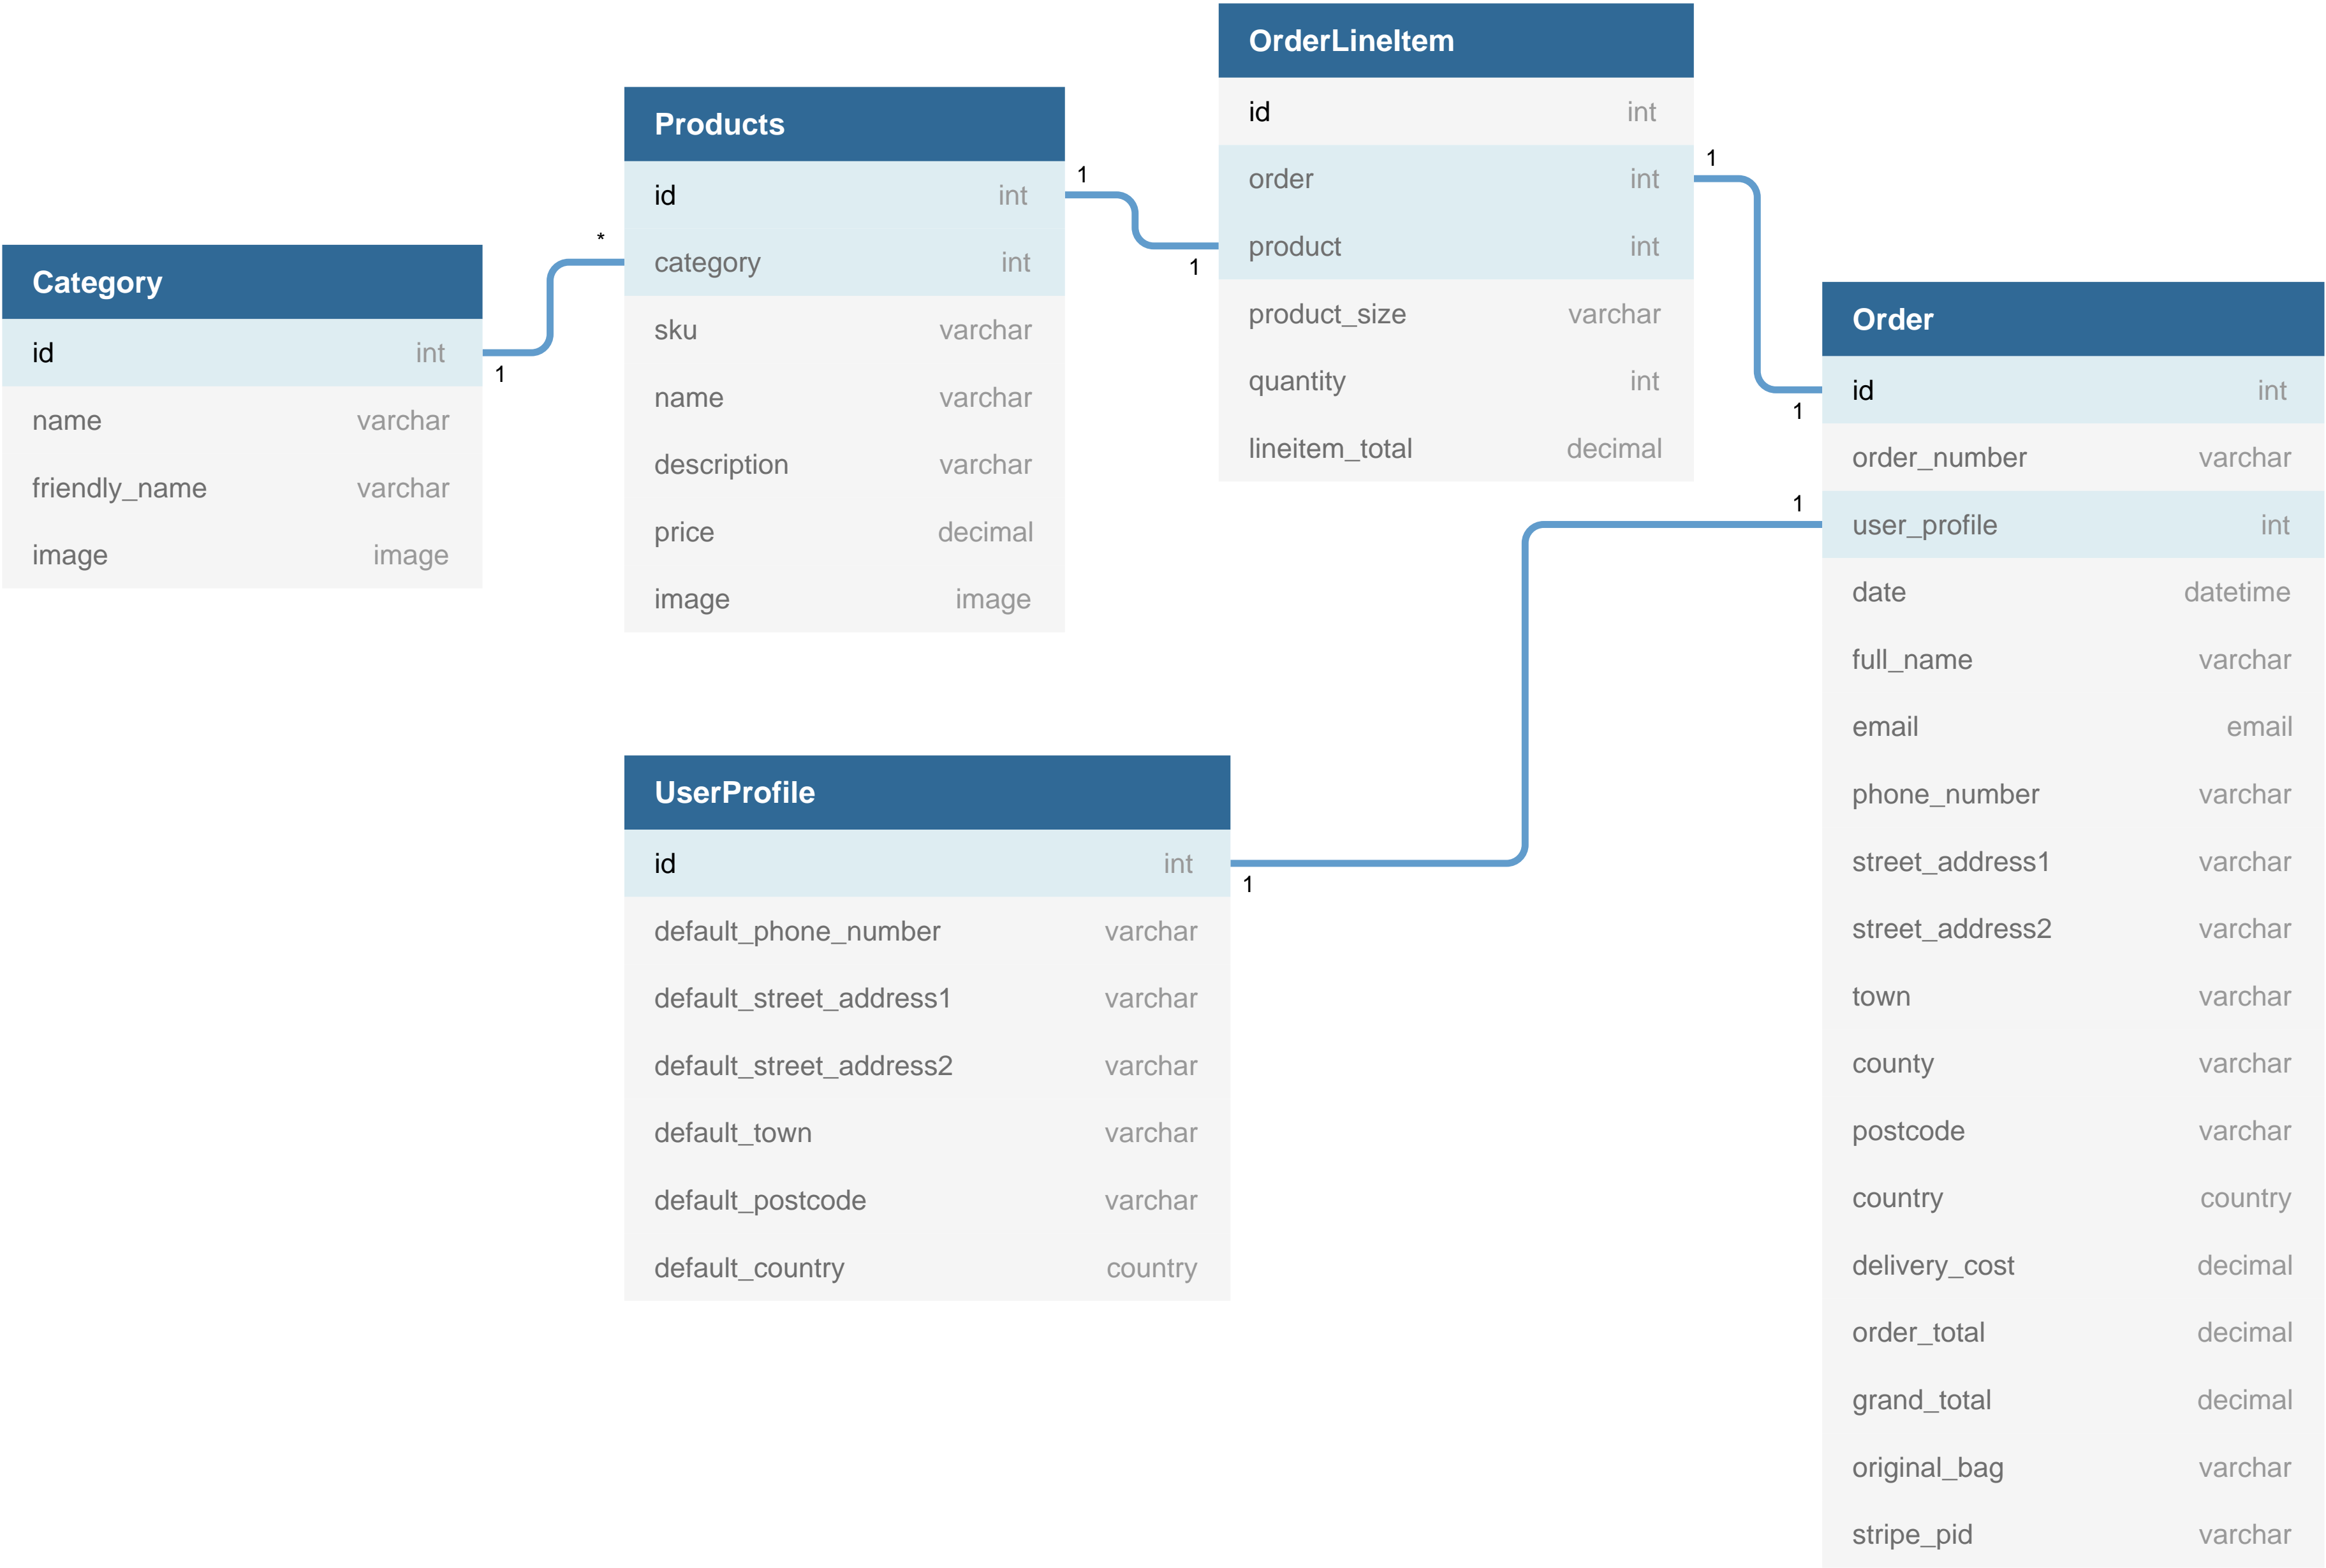 OrderLineItem
id int
order int
product int
product_size varchar
quantity int
lineitem_total decimal
1
1
Products
id int
category int
sku varchar
name varchar
description varchar
price decimal
image image
1
1
*
1
Category
id int
name varchar
friendly_name varchar
image image
Order
id int
order_number varchar
user_profile int
date datetime
full_name varchar
email email
phone_number varchar
street_address1 varchar
street_address2 varchar
town varchar
county varchar
postcode varchar
country country
delivery_cost decimal
order_total decimal
grand_total decimal
original_bag varchar
stripe_pid varchar
1
1
UserProfile
id int
default_phone_number varchar
default_street_address1 varchar
default_street_address2 varchar
default_town varchar
default_postcode varchar
default_country country